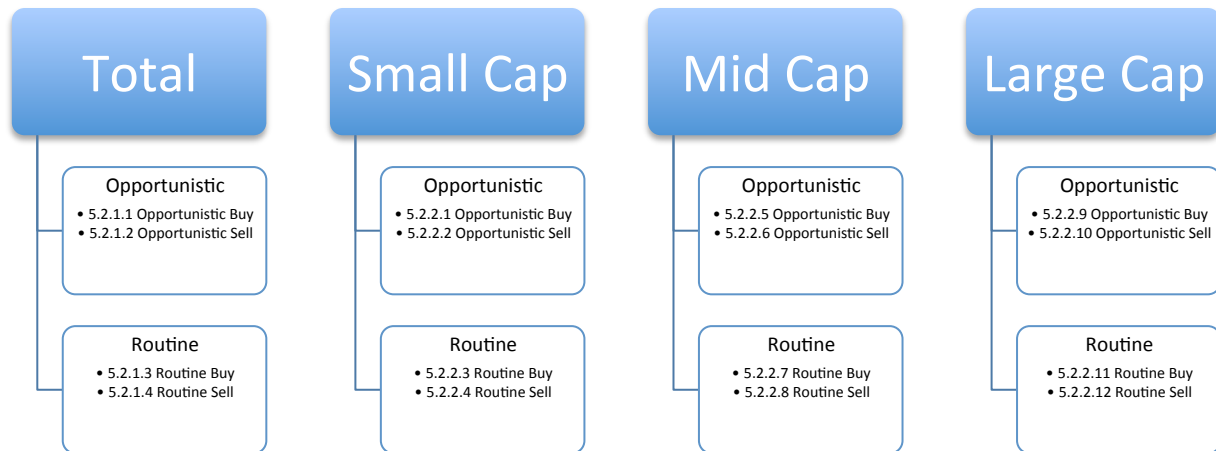 Total
Opportunistic
• 5.2.1.1 Opportunistic Buy
• 5.2.1.2 Opportunistic Sell
Routine
• 5.2.1.3 Routine Buy
• 5.2.1.4 Routine Sell
Small Cap
Opportunistic
• 5.2.2.1 Opportunistic Buy
• 5.2.2.2 Opportunistic Sell
Routine
• 5.2.2.3 Routine Buy
• 5.2.2.4 Routine Sell
Mid Cap
Opportunistic
• 5.2.2.5 Opportunistic Buy
• 5.2.2.6 Opportunistic Sell
Routine
• 5.2.2.7 Routine Buy
• 5.2.2.8 Routine Sell
Large Cap
Opportunistic
• 5.2.2.9 Opportunistic Buy
• 5.2.2.10 Opportunistic Sell
Routine
• 5.2.2.11 Routine Buy
• 5.2.2.12 Routine Sell